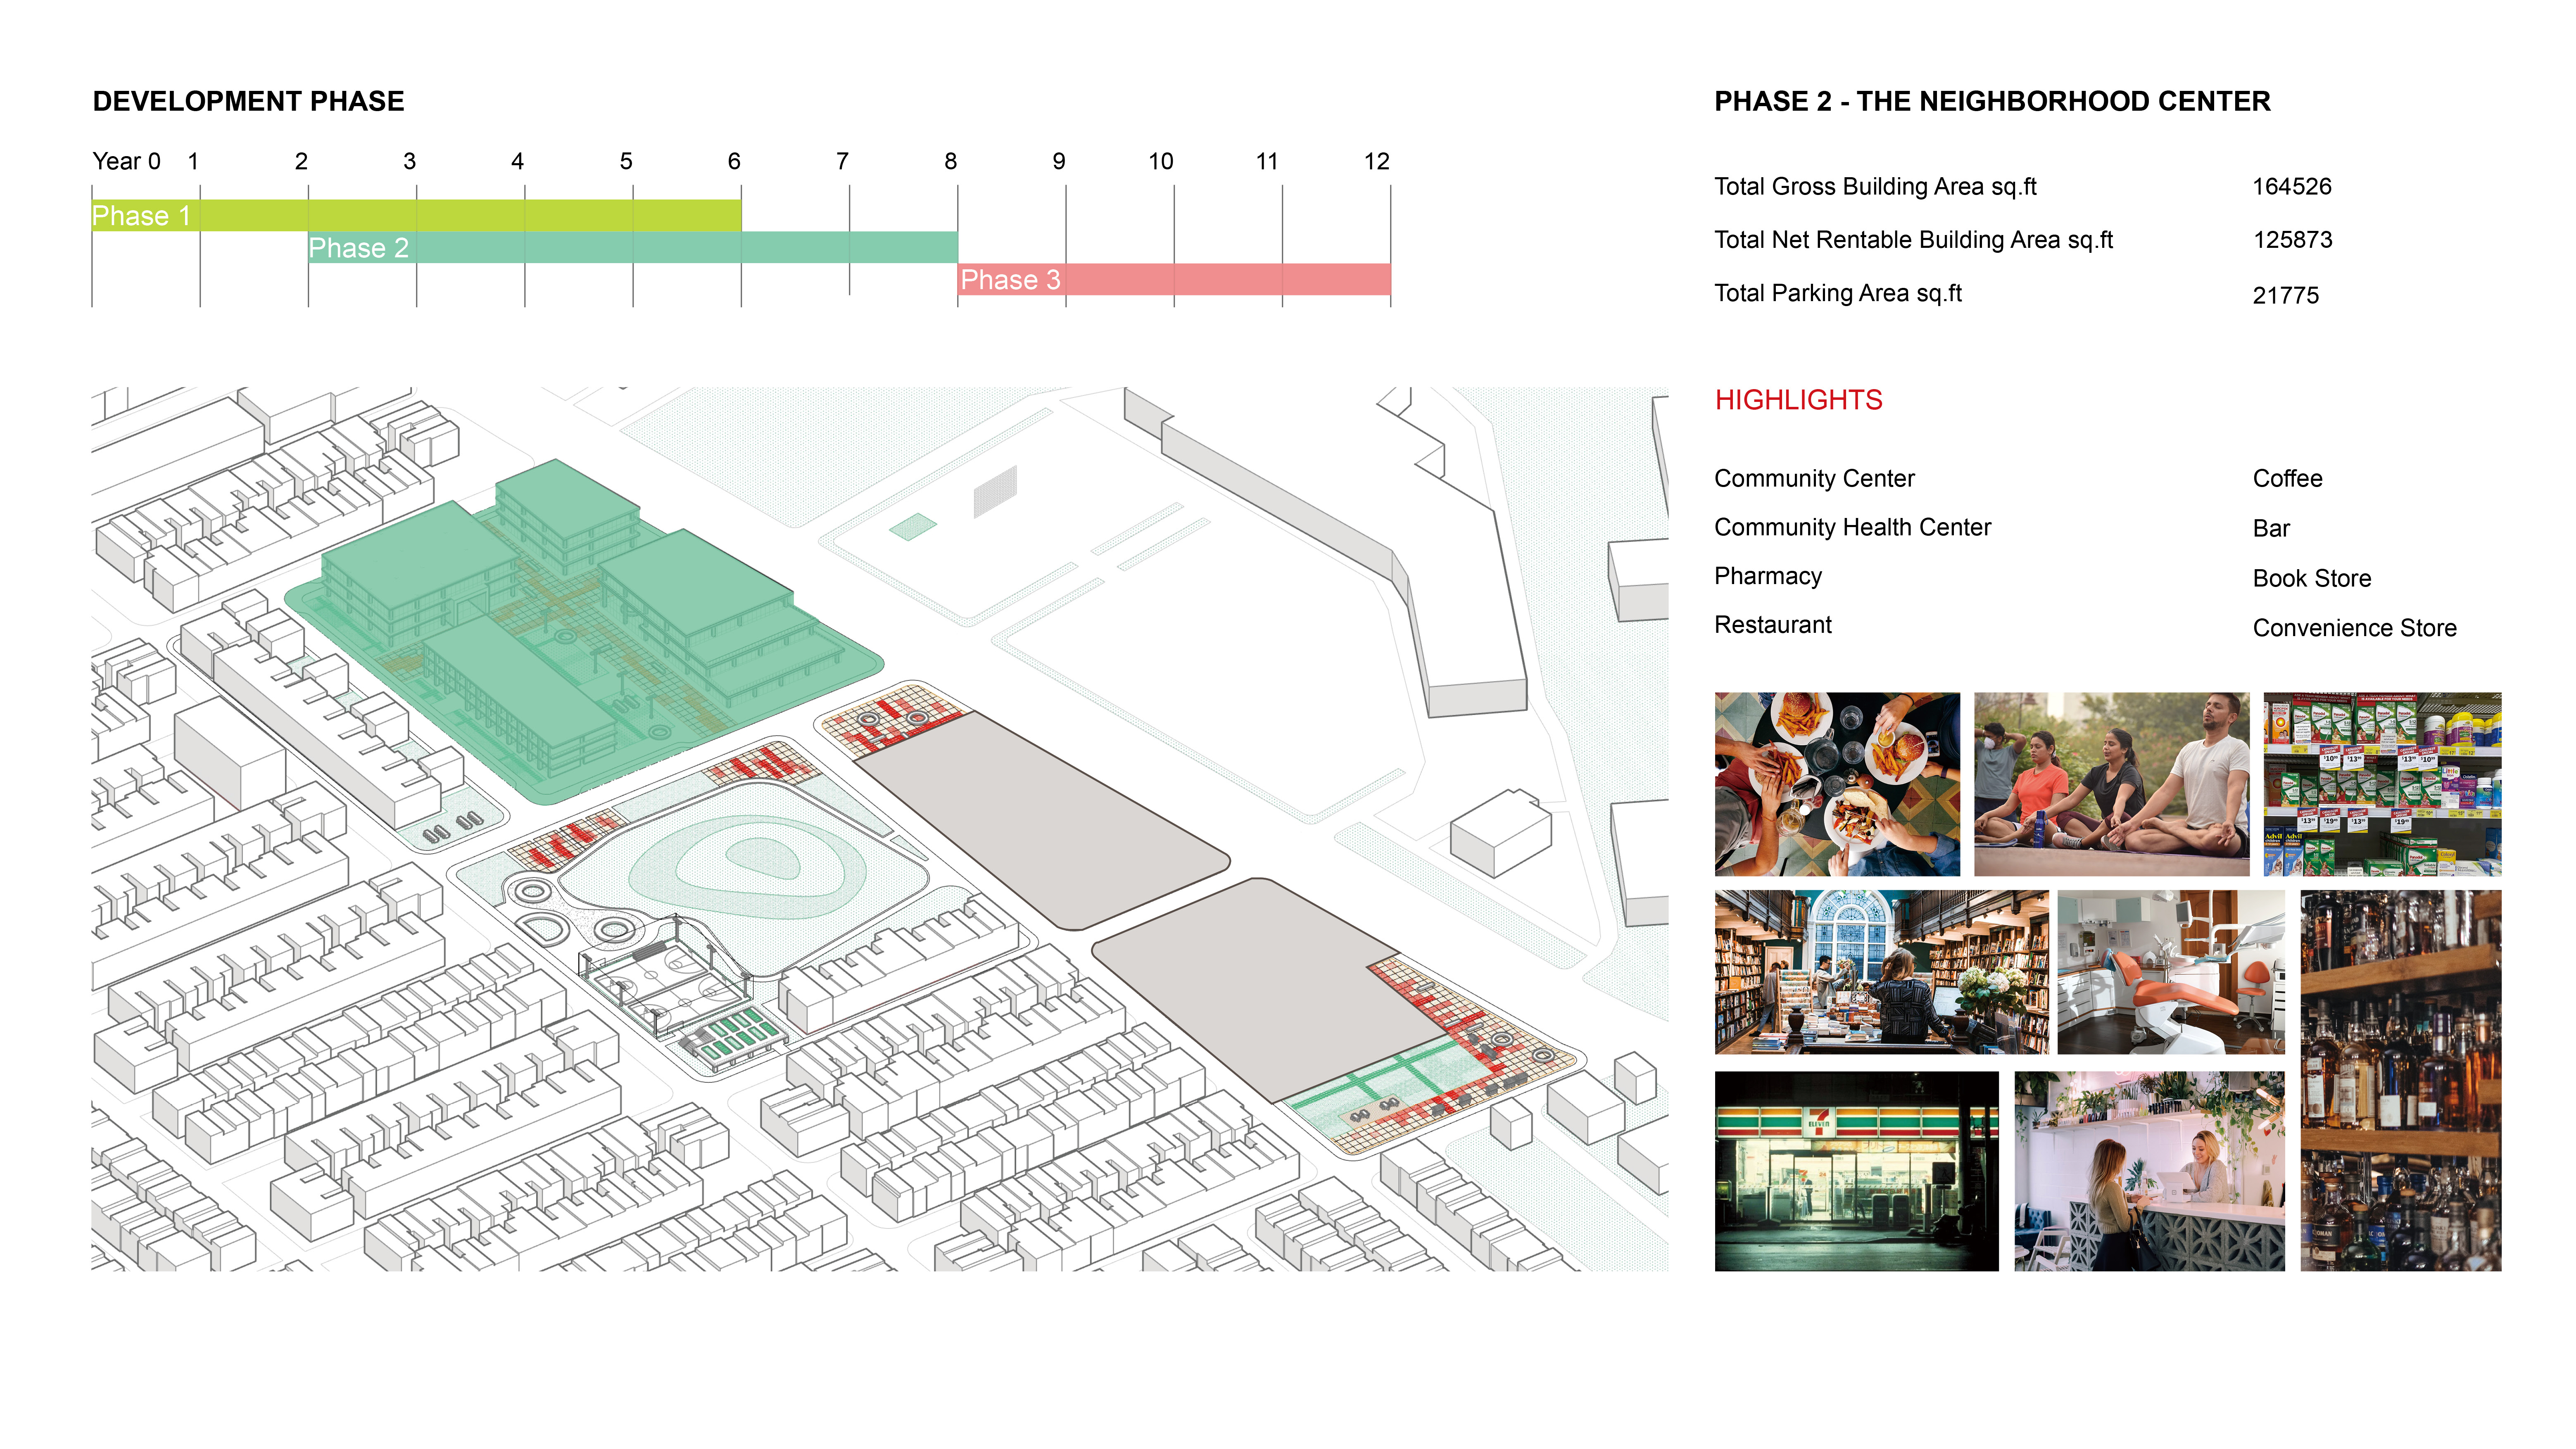 DEVELOPMENT PHASE
Year 0 1 2 3 4 5 6 7 8 9 10 11 12
Phase 1
Phase 2
Phase 3
PHASE 2 - THE NEIGHBORHOOD CENTER
Total Gross Building Area sq.ft 164526
Total Net Rentable Building Area sq.ft 125873
Total Parking Area sq.ft 21775
HIGHLIGHTS
Community Center Coffee
Community Health Center Bar
Pharmacy Book Store
Restaurant Convenience Store
Advil Advil
7
ELEVEN